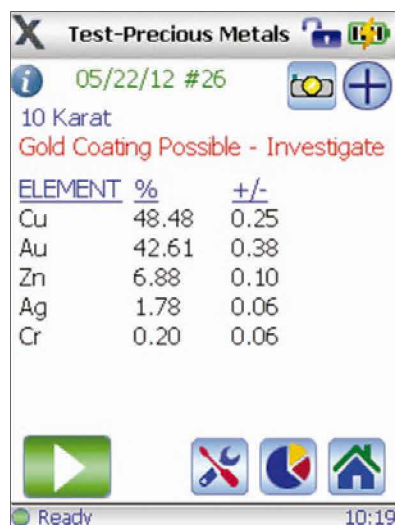 X Test-Precious Metals
i 05/22/12 #26
10 Karat
Gold Coating Possible - Investigate
ELEMENT % +/-
Cu 48.48 0.25
Au 42.61 0.38
Zn 6.88 0.10
Ag 1.78 0.06
Cr 0.20 0.06
Ready 10:19